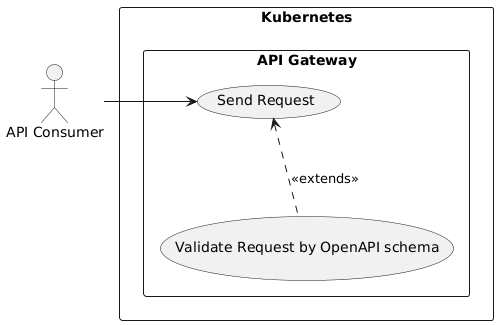 Kubernetes
API Gateway
Send Request
API Consumer
«extends»
Validate Request by OpenAPI schema